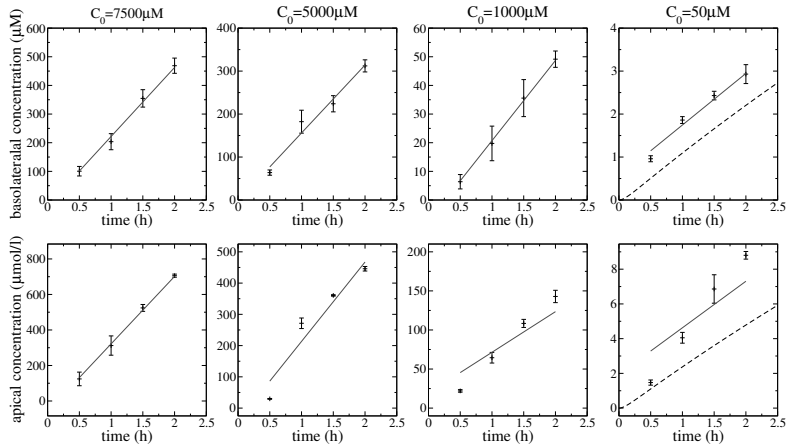 C₀=7500µM C₀=5000µM C₀=1000µM C₀=50µM
basolateralal concentration (µM)
600
500
400
300
200
100
0
0 0.5 1 1.5 2 2.5
time (h)
400
300
200
100
0
0 0.5 1 1.5 2 2.5
time (h)
60
50
40
30
20
10
0
0 0.5 1 1.5 2 2.5
time (h)
4
3
2
1
0
0 0.5 1 1.5 2 2.5
time (h)
apical concentration (µmol/l)
800
600
400
200
0
0 0.5 1 1.5 2 2.5
time (h)
500
400
300
200
100
0
0 0.5 1 1.5 2 2.5
time (h)
200
150
100
50
0
0 0.5 1 1.5 2 2.5
time (h)
8
6
4
2
0
0 0.5 1 1.5 2 2.5
time (h)